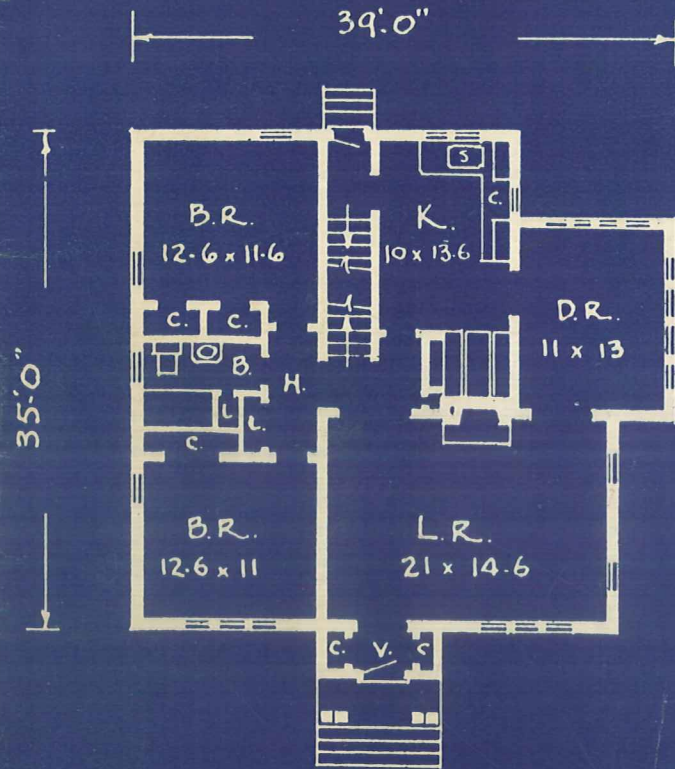 39'.0"
35'.0"
B.R.
12.6 x 11.6
K.
10 x 13.6
S
C.
D.R.
11 x 13
C.
C.
B.
H.
L
L.
C.
B.R.
12.6 x 11
L.R.
21 x 14.6
C.
V.
C